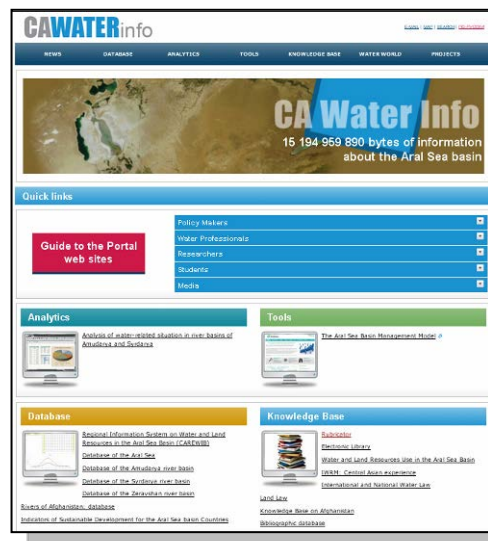 CAWATERinfo
E-MAIL | MAP | SEARCH |
NEWS DATABASE ANALYTICS TOOLS KNOWLEDGE BASE WATER WORLD PROJECTS
CA Water Info
15 194 959 890 bytes of information
about the Aral Sea basin
Quick links
Guide to the Portal
web sites
Policy Makers
Water Professionals
Researchers
Students
Media
Analytics
Analysis of water-related situation in river basins of
Amudarya and Syrdarya
Tools
The Aral Sea Basin Management Model
Database
Regional Information System on Water and Land
Resources in the Aral Sea Basin (CAREWIB)
Database of the Aral Sea
Database of the Amudarya river basin
Database of the Syrdarya river basin
Database of the Zeravshan river basin
Rivers of Afghanistan: database
Indicators of Sustainable Development for the Aral Sea basin Countries
Knowledge Base
Rubricator
Electronic Library
Water and Land Resources Use in the Aral Sea Basin
IWRM: Central Asian experience
International and National Water Law
Land Law
Knowledge Base on Afghanistan
Bibliographic database